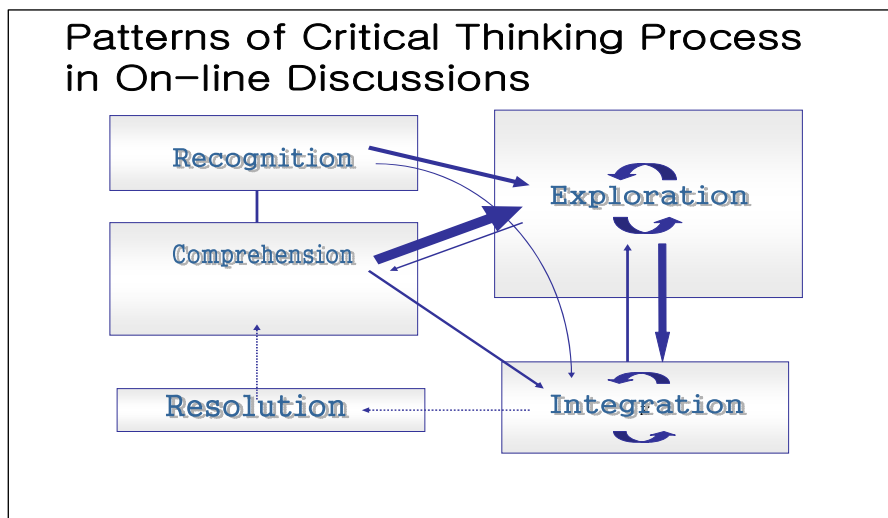 Patterns of Critical Thinking Process
in On-line Discussions
Recognition
Exploration
Comprehension
Resolution
Integration